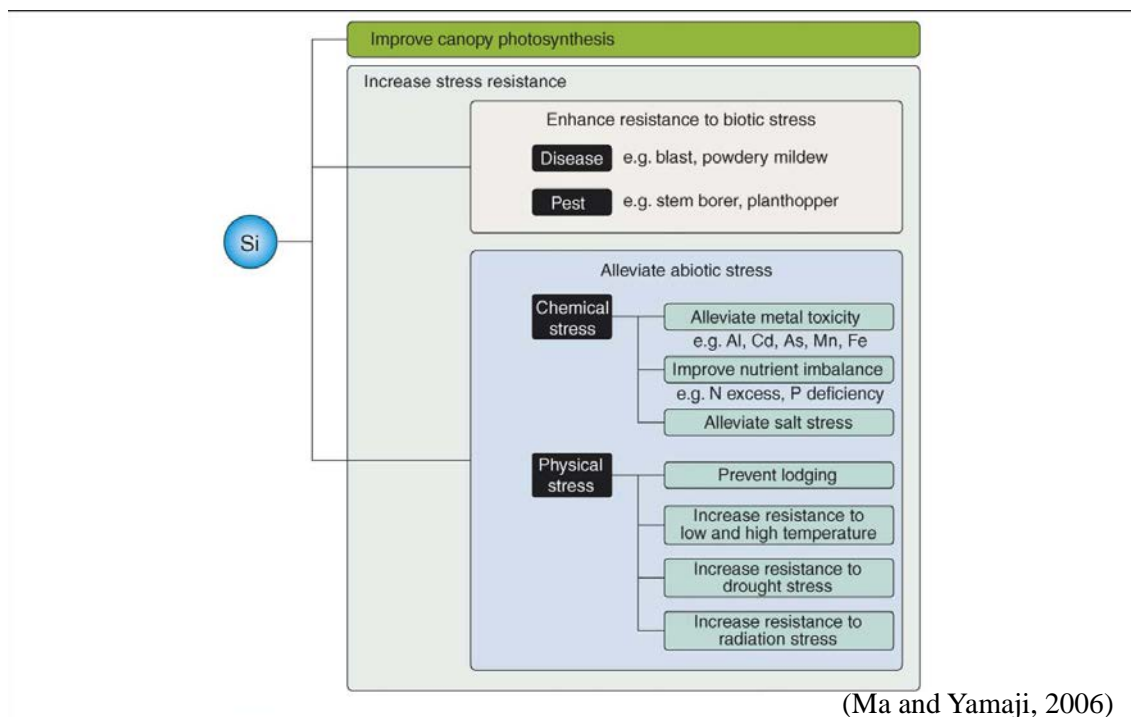 Improve canopy photosynthesis
Increase stress resistance
Enhance resistance to biotic stress
Disease e.g. blast, powdery mildew
Pest e.g. stem borer, planthopper
Si
Alleviate abiotic stress
Chemical
stress
Alleviate metal toxicity
e.g. Al, Cd, As, Mn, Fe
Improve nutrient imbalance
e.g. N excess, P deficiency
Alleviate salt stress
Physical
stress
Prevent lodging
Increase resistance to
low and high temperature
Increase resistance to
drought stress
Increase resistance to
radiation stress
(Ma and Yamaji, 2006)